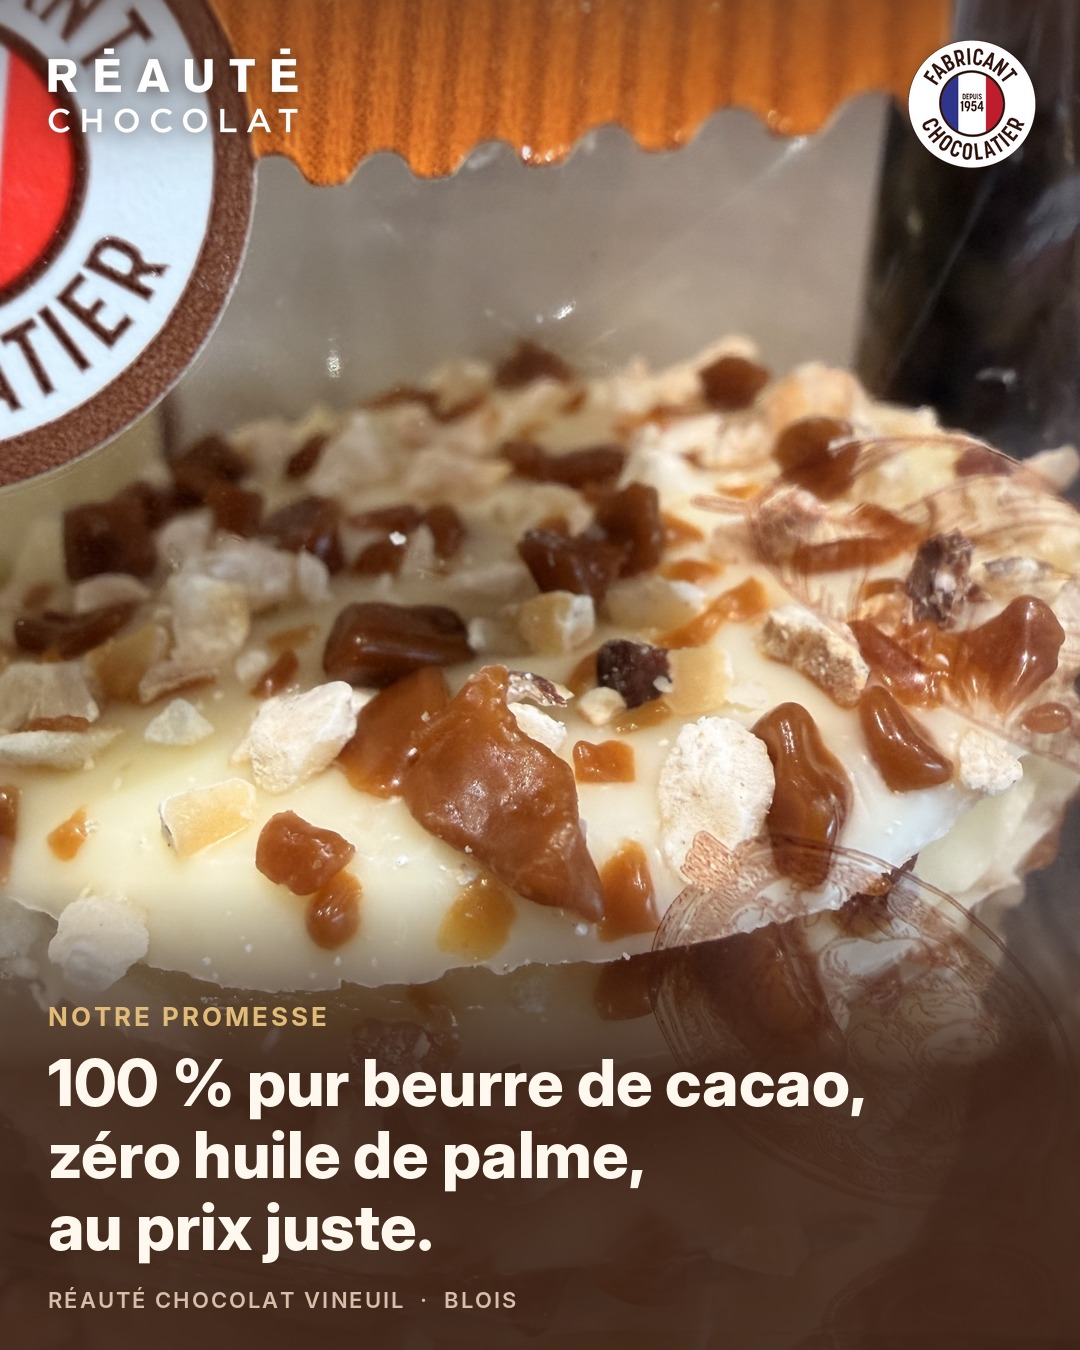 RÉAUTÉ
CHOCOLAT
FABRICANT
DEPUIS
1954
CHOCOLATIER
NOTRE PROMESSE
100 % pur beurre de cacao,
zéro huile de palme,
au prix juste.
RÉAUTÉ CHOCOLAT VINEUIL · BLOIS